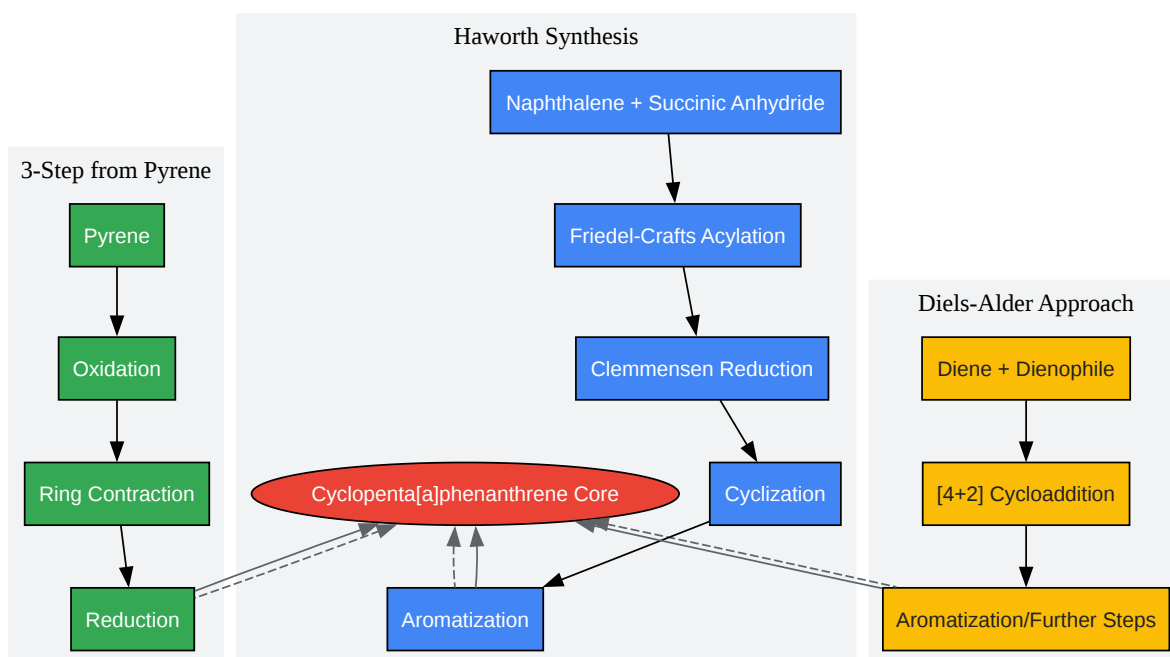 Haworth Synthesis
Naphthalene + Succinic Anhydride
3-Step from Pyrene
Pyrene
Friedel-Crafts Acylation
Diels-Alder Approach
Oxidation
Clemmensen Reduction
Diene + Dienophile
Ring Contraction
Cyclopenta[a]phenanthrene Core
Cyclization
[4+2] Cycloaddition
Reduction
Aromatization
Aromatization/Further Steps